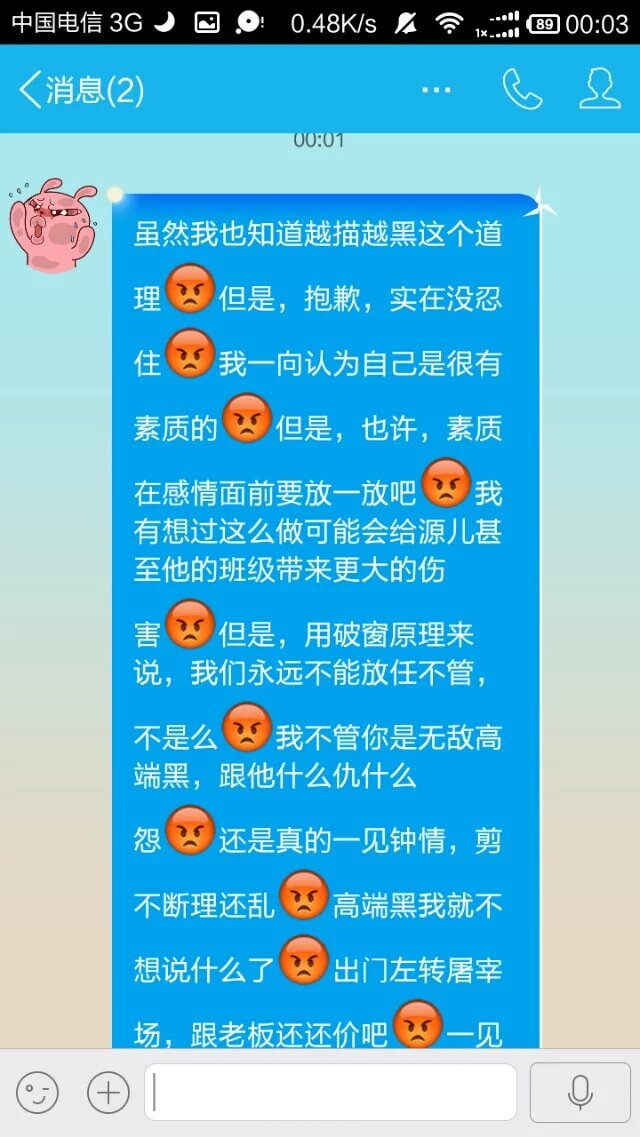 中国电信 3G 0.48K/s 1x 89 00:03
消息(2)
00:01
虽然我也知道越描越黑这个道
理😡但是，抱歉，实在没忍
住😡我一向认为自己是很有
素质的😡但是，也许，素质
在感情面前要放一放吧😡我
有想过这么做可能会给源儿甚
至他的班级带来更大的伤
害😡但是，用破窗原理来
说，我们永远不能放任不管，
不是么😡我不管你是无敌高
端黑，跟他什么仇什么
怨😡还是真的一见钟情，剪
不断理还乱😡高端黑我就不
想说什么了😡出门左转屠宰
场，跟老板还还价吧😡一见